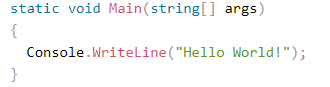 static void Main(string[] args)
{
  Console.WriteLine("Hello World!");
}